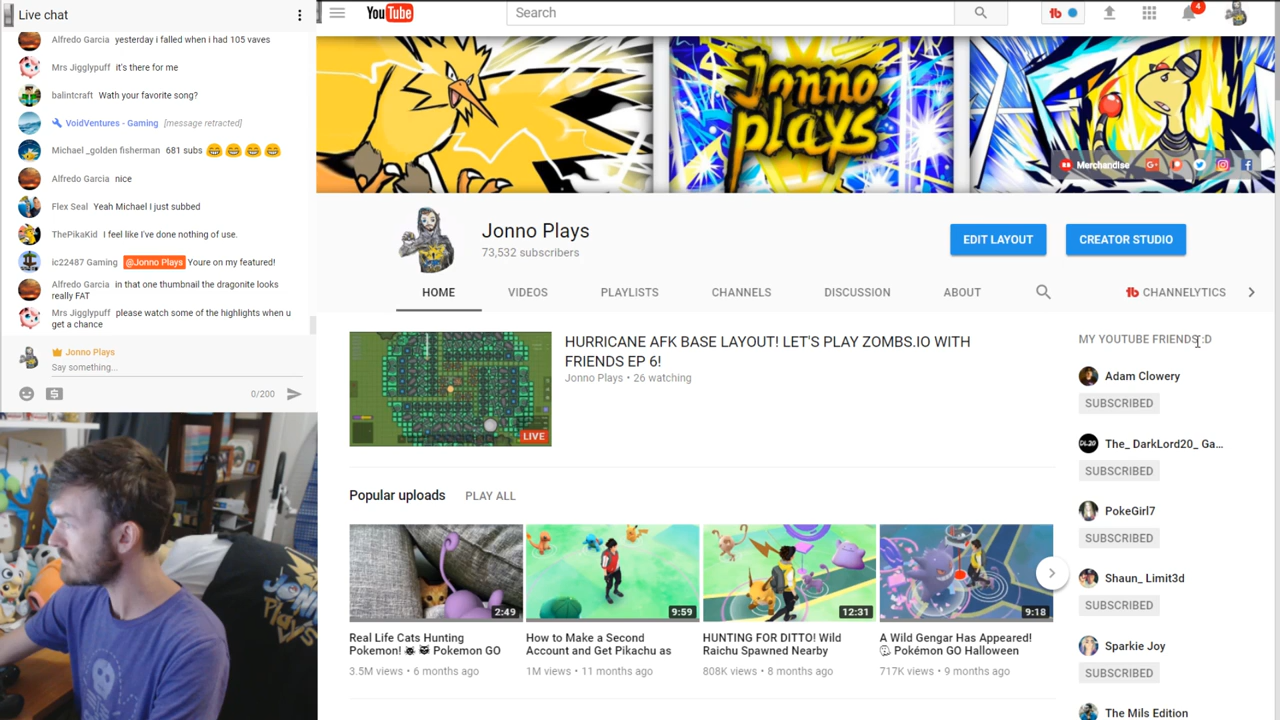 Live chat
Alfredo Garcia yesterday i falled when i had 105 vaves
Mrs Jigglypuff it's there for me
balintcraft Wath your favorite song?
VoidVentures - Gaming [message retracted]
Michael _golden fisherman 681 subs 😂😂😂😂
Alfredo Garcia nice
Flex Seal Yeah Michael I just subbed
ThePikaKid I feel like I've done nothing of use.
ic22487 Gaming @Jonno Plays Youre on my featured!
Alfredo Garcia in that one thumbnail the dragonite looks
really FAT
Mrs Jigglypuff please watch some of the highlights when u
get a chance
Jonno Plays
Say something...
0/200
JONNO
PLAYS
YouTube
Search
tb
4
Jonno
plays
Merchandise
Jonno Plays
73,532 subscribers
EDIT LAYOUT
CREATOR STUDIO
HOME VIDEOS PLAYLISTS CHANNELS DISCUSSION ABOUT tb CHANNELYTICS
LIVE
HURRICANE AFK BASE LAYOUT! LET'S PLAY ZOMBS.IO WITH
FRIENDS EP 6!
Jonno Plays • 26 watching
Popular uploads PLAY ALL
2:49
Real Life Cats Hunting
Pokemon! Pokemon GO
3.5M views • 6 months ago
9:59
How to Make a Second
Account and Get Pikachu as
1M views • 11 months ago
12:31
HUNTING FOR DITTO! Wild
Raichu Spawned Nearby
808K views • 8 months ago
9:18
A Wild Gengar Has Appeared!
Pokémon GO Halloween
717K views • 9 months ago
MY YOUTUBE FRIENDS :D
Adam Clowery
SUBSCRIBED
DL20
The_ DarkLord20_ Ga...
SUBSCRIBED
PokeGirl7
SUBSCRIBED
Shaun_ Limit3d
SUBSCRIBED
Sparkie Joy
SUBSCRIBED
The Mils Edition